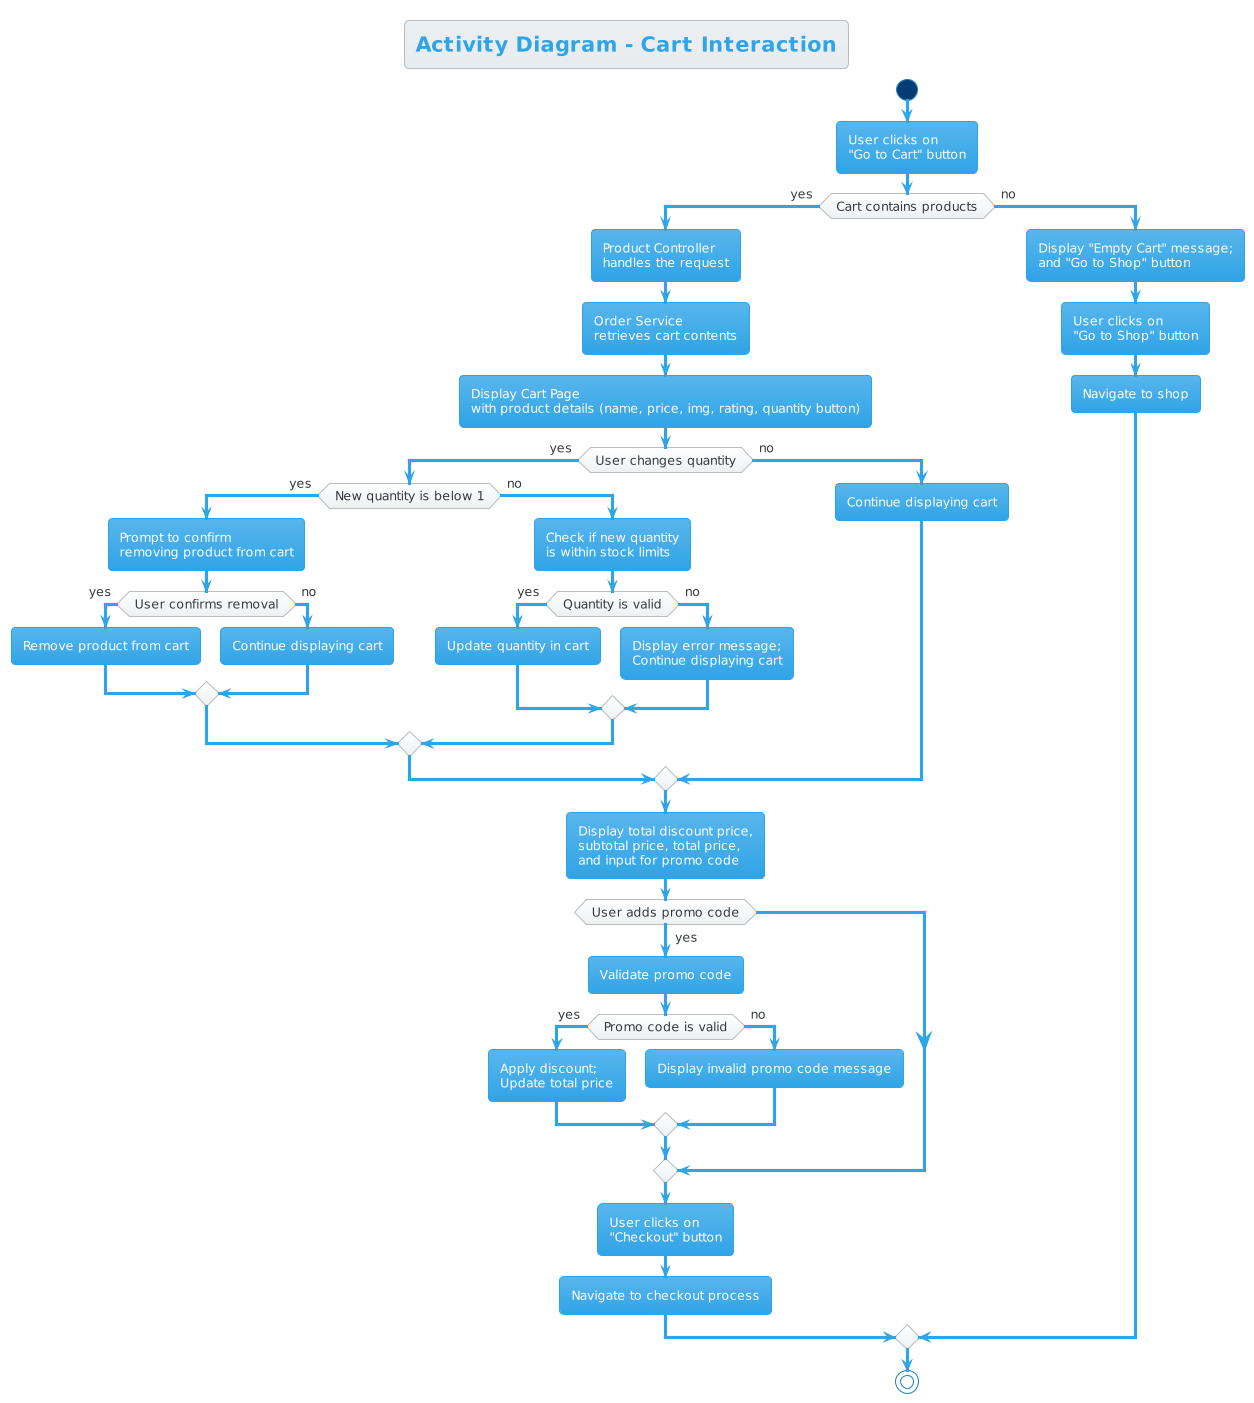 Activity Diagram - Cart Interaction
User clicks on
"Go to Cart" button
yes
Cart contains products
no
Product Controller
handles the request
Display "Empty Cart" message;
and "Go to Shop" button
Order Service
retrieves cart contents
User clicks on
"Go to Shop" button
Display Cart Page
with product details (name, price, img, rating, quantity button)
Navigate to shop
yes
User changes quantity
no
yes
New quantity is below 1
no
Continue displaying cart
Prompt to confirm
removing product from cart
Check if new quantity
is within stock limits
yes
User confirms removal
no
yes
Quantity is valid
no
Remove product from cart
Continue displaying cart
Update quantity in cart
Display error message;
Continue displaying cart
Display total discount price,
subtotal price, total price,
and input for promo code
User adds promo code
yes
Validate promo code
yes
Promo code is valid
no
Apply discount;
Update total price
Display invalid promo code message
User clicks on
"Checkout" button
Navigate to checkout process